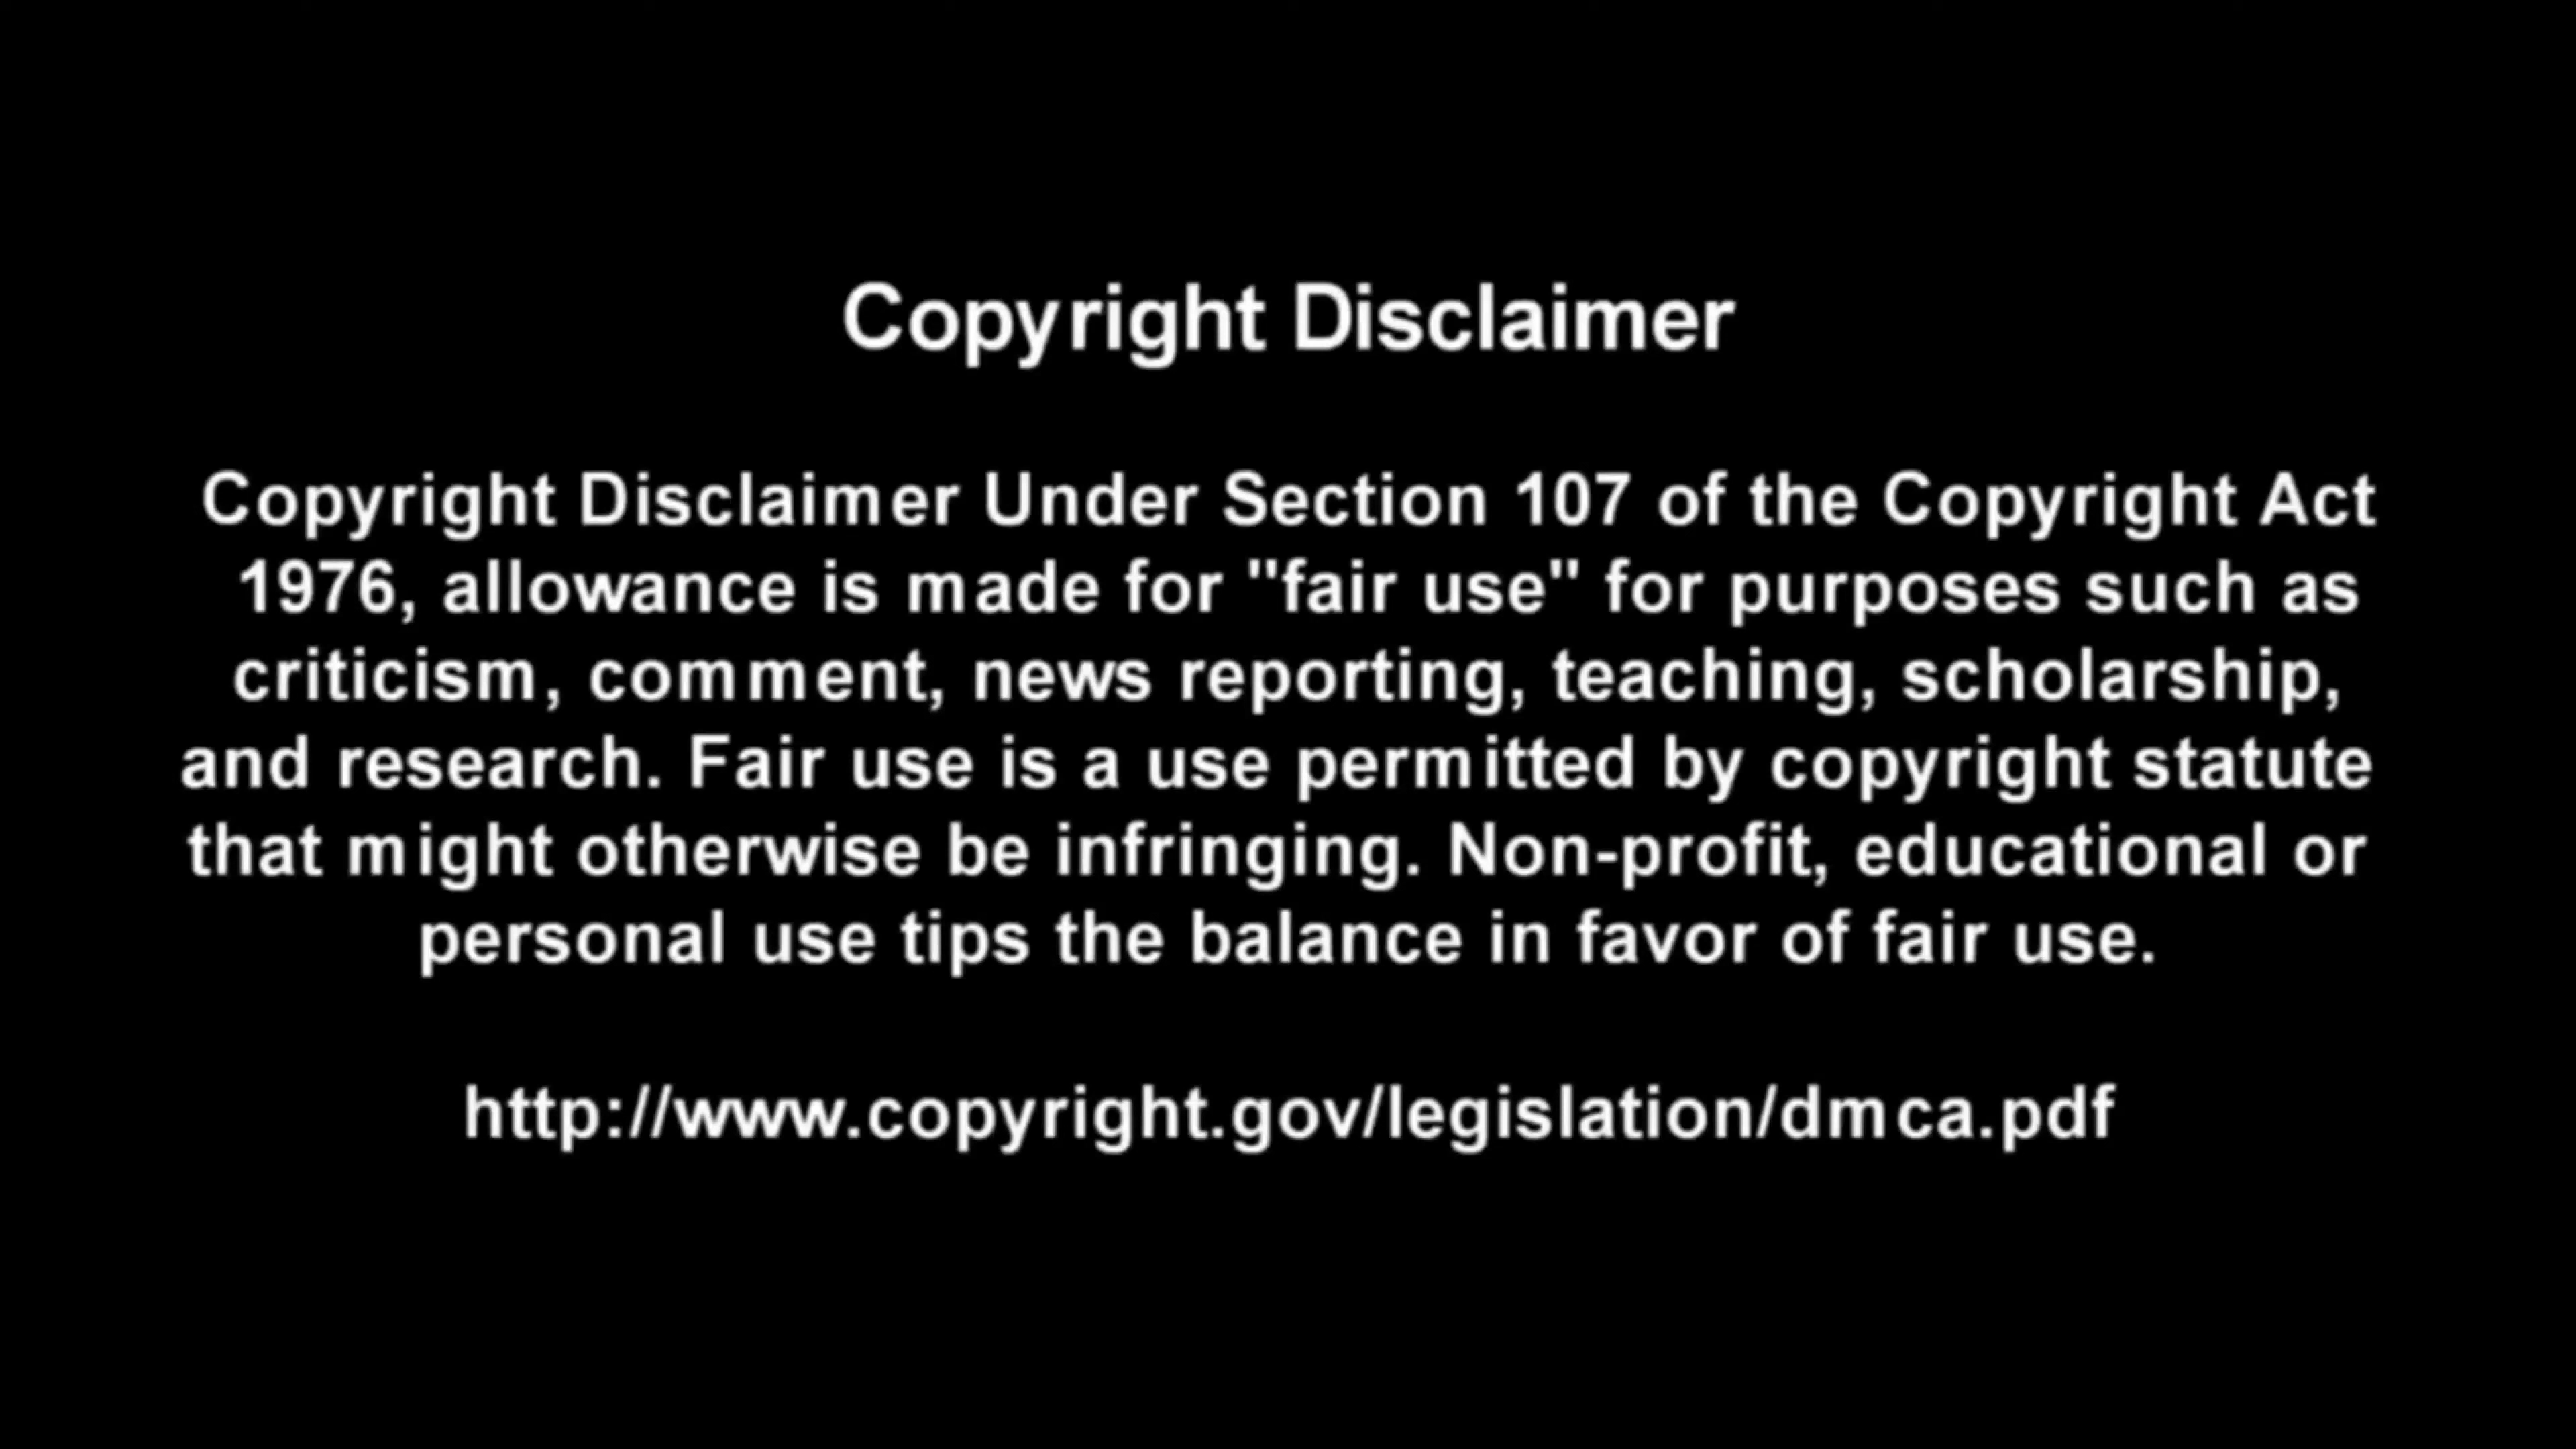 Copyright Disclaimer
Copyright Disclaimer Under Section 107 of the Copyright Act
1976, allowance is made for "fair use" for purposes such as
criticism, comment, news reporting, teaching, scholarship,
and research. Fair use is a use permitted by copyright statute
that might otherwise be infringing. Non-profit, educational or
personal use tips the balance in favor of fair use.
http://www.copyright.gov/legislation/dmca.pdf